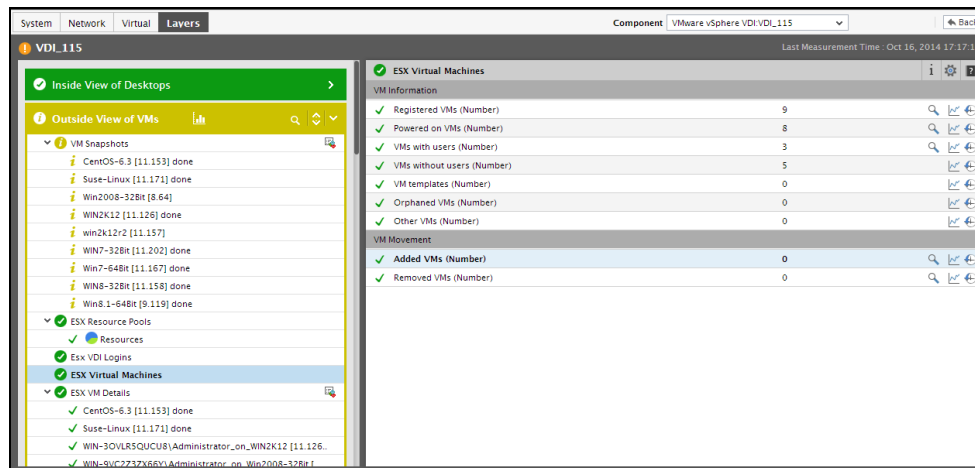 System Network Virtual Layers Component VMware vSphere VDI:VDI_115 Back
VDI_115 Last Measurement Time : Oct 16, 2014 17:17:1
Inside View of Desktops
Outside View of VMs
VM Snapshots
CentOS-6.3 [11.153] done
Suse-Linux [11.171] done
Win2008-32Bit [8.64]
WIN2K12 [11.126] done
win2k12r2 [11.157]
WIN7-32Bit [11.202] done
Win7-64Bit [11.167] done
WIN8-32Bit [11.158] done
Win8.1-64Bit [9.119] done
ESX Resource Pools
Resources
Esx VDI Logins
ESX Virtual Machines
ESX VM Details
CentOS-6.3 [11.153] done
Suse-Linux [11.171] done
WIN-3OVLR5QUCU8\Administrator_on_WIN2K12 [11.126..
WIN-9VC2Z3ZX66Y\Administrator_on_Win2008-32Bit [
ESX Virtual Machines
VM Information
Registered VMs (Number) 9
Powered on VMs (Number) 8
VMs with users (Number) 3
VMs without users (Number) 5
VM templates (Number) 0
Orphaned VMs (Number) 0
Other VMs (Number) 0
VM Movement
Added VMs (Number) 0
Removed VMs (Number) 0